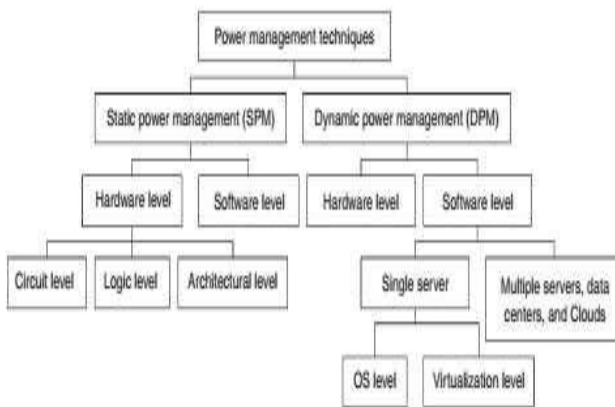 Power management techniques
Static power management (SPM)
Dynamic power management (DPM)
Hardware level
Software level
Hardware level
Software level
Circuit level
Logic level
Architectural level
Single server
Multiple servers, data
centers, and Clouds
OS level
Virtualization level